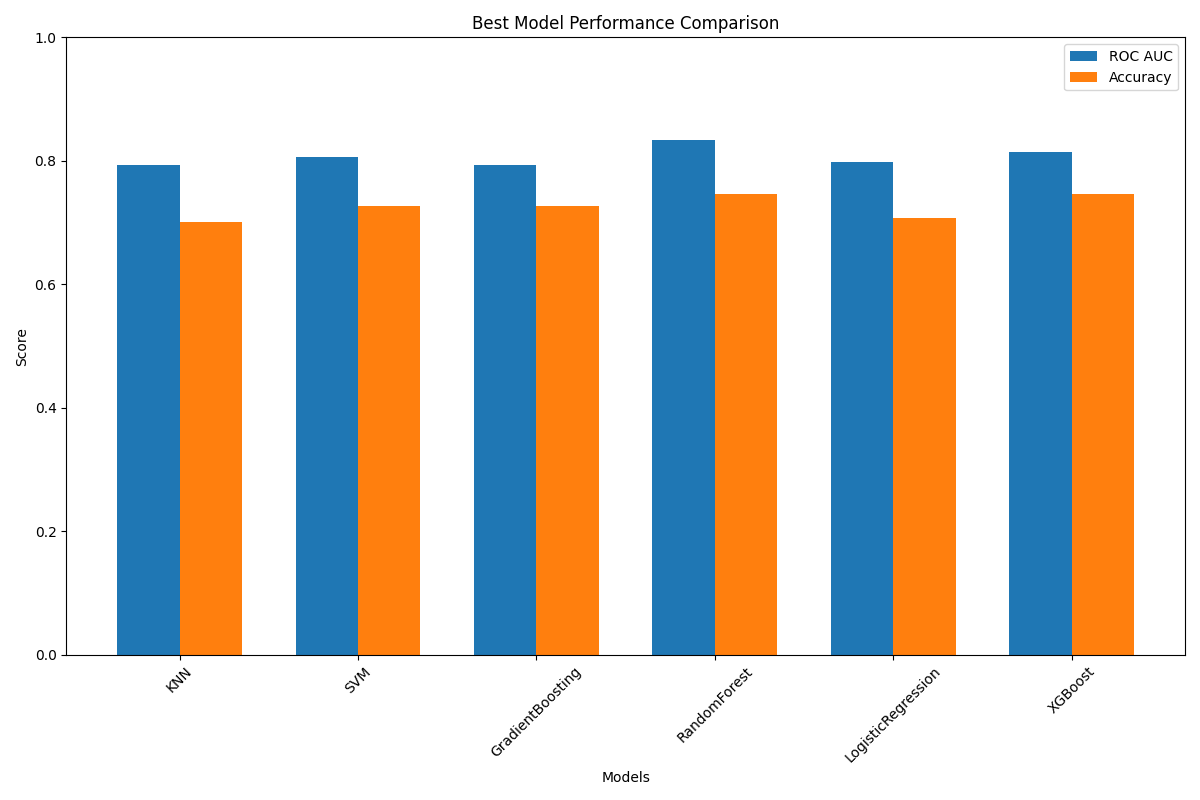 Best Model Performance Comparison
ROC AUC
Accuracy
Score
1.0
0.8
0.6
0.4
0.2
0.0
KNN
SVM
GradientBoosting
RandomForest
LogisticRegression
XGBoost
Models